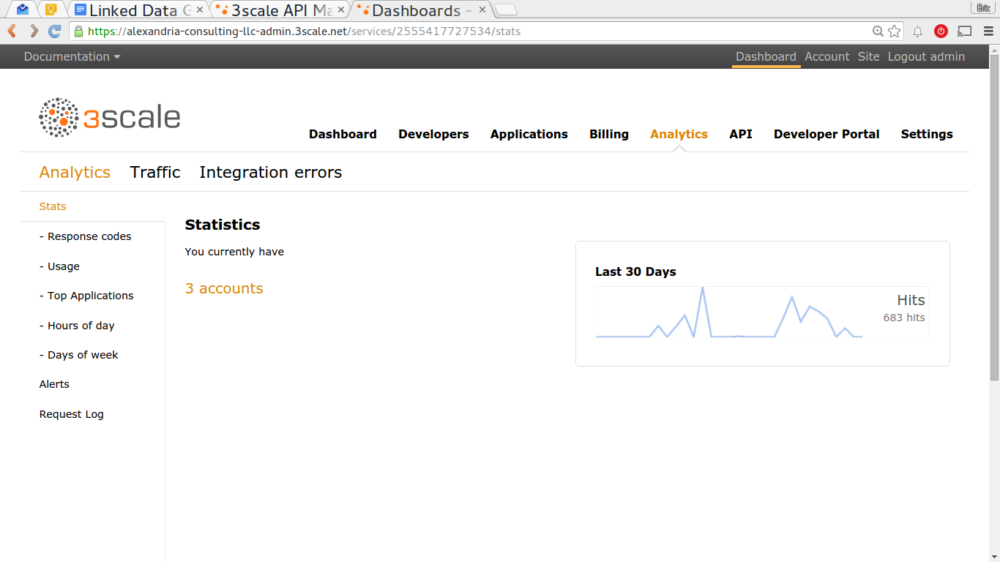 Linked Data G
3scale API Ma
Dashboards -
Eric
https://alexandria-consulting-llc-admin.3scale.net/services/2555417727534/stats
Documentation
Dashboard Account Site Logout admin
3scale
Dashboard Developers Applications Billing Analytics API Developer Portal Settings
Analytics Traffic Integration errors
Stats
- Response codes
- Usage
- Top Applications
- Hours of day
- Days of week
Alerts
Request Log
Statistics
You currently have
3 accounts
Last 30 Days
Hits
683 hits